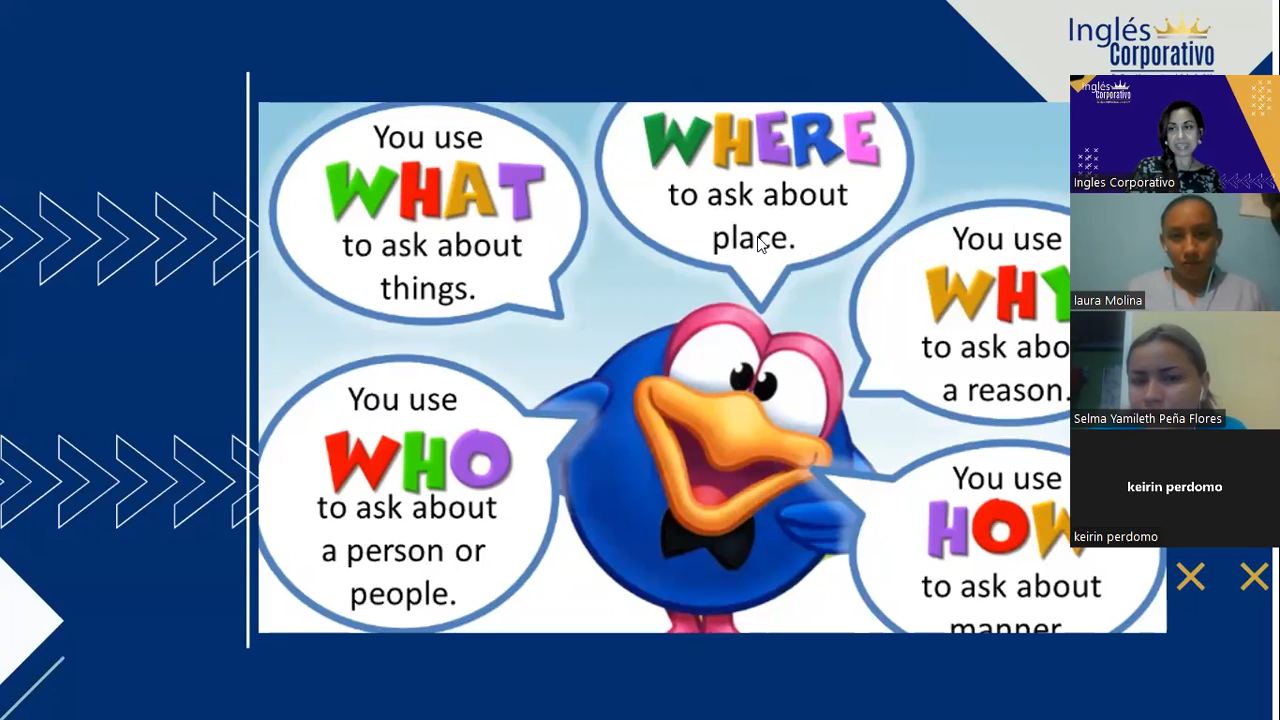 Inglés
Corporativo
You use
WHAT
to ask about
things.
WHERE
to ask about
place.
You use
WHY
to ask abo
a reason.
You use
WHO
to ask about
a person or
people.
You use
HOW
to ask about
manner
Inglés
Corporativo
Ingles Corporativo
laura Molina
Selma Yamileth Peña Flores
keirin perdomo
keirin perdomo